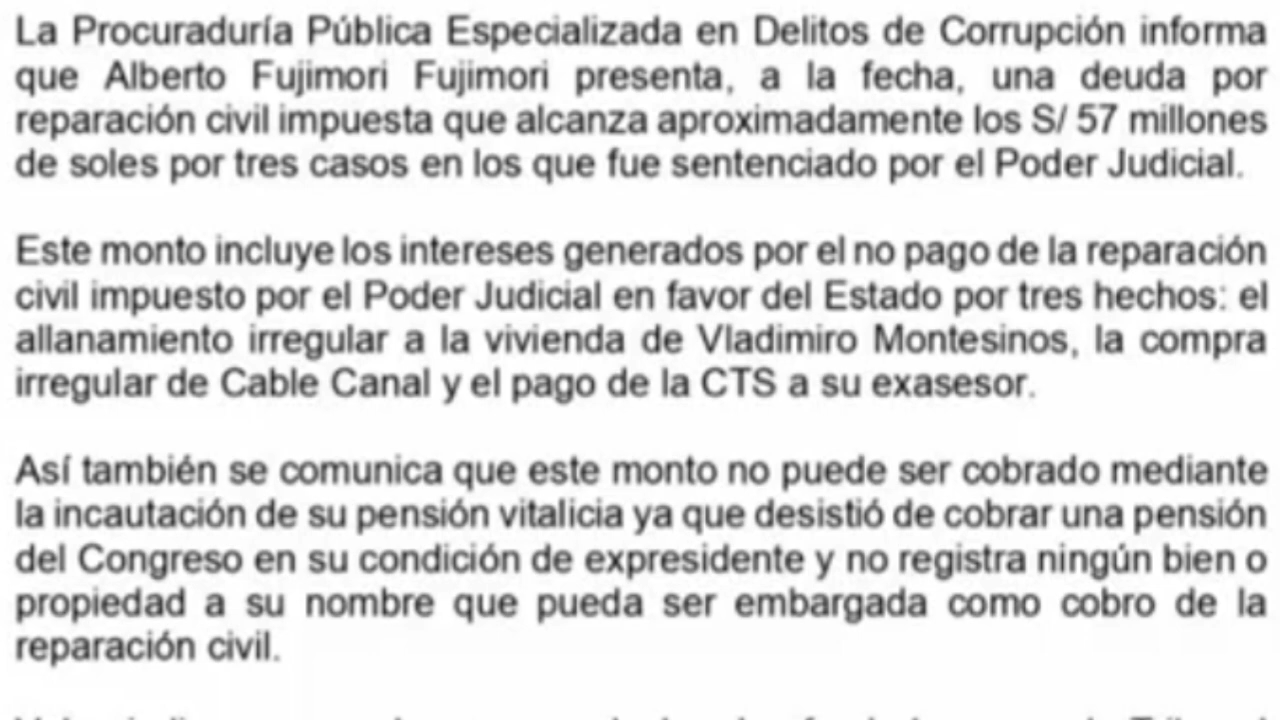 La Procuraduría Pública Especializada en Delitos de Corrupción informa
que Alberto Fujimori Fujimori presenta, a la fecha, una deuda por
reparación civil impuesta que alcanza aproximadamente los S/ 57 millones
de soles por tres casos en los que fue sentenciado por el Poder Judicial.
Este monto incluye los intereses generados por el no pago de la reparación
civil impuesto por el Poder Judicial en favor del Estado por tres hechos: el
allanamiento irregular a la vivienda de Vladimiro Montesinos, la compra
irregular de Cable Canal y el pago de la CTS a su exasesor.
Así también se comunica que este monto no puede ser cobrado mediante
la incautación de su pensión vitalicia ya que desistió de cobrar una pensión
del Congreso en su condición de expresidente y no registra ningún bien o
propiedad a su nombre que pueda ser embargada como cobro de la
reparación civil.